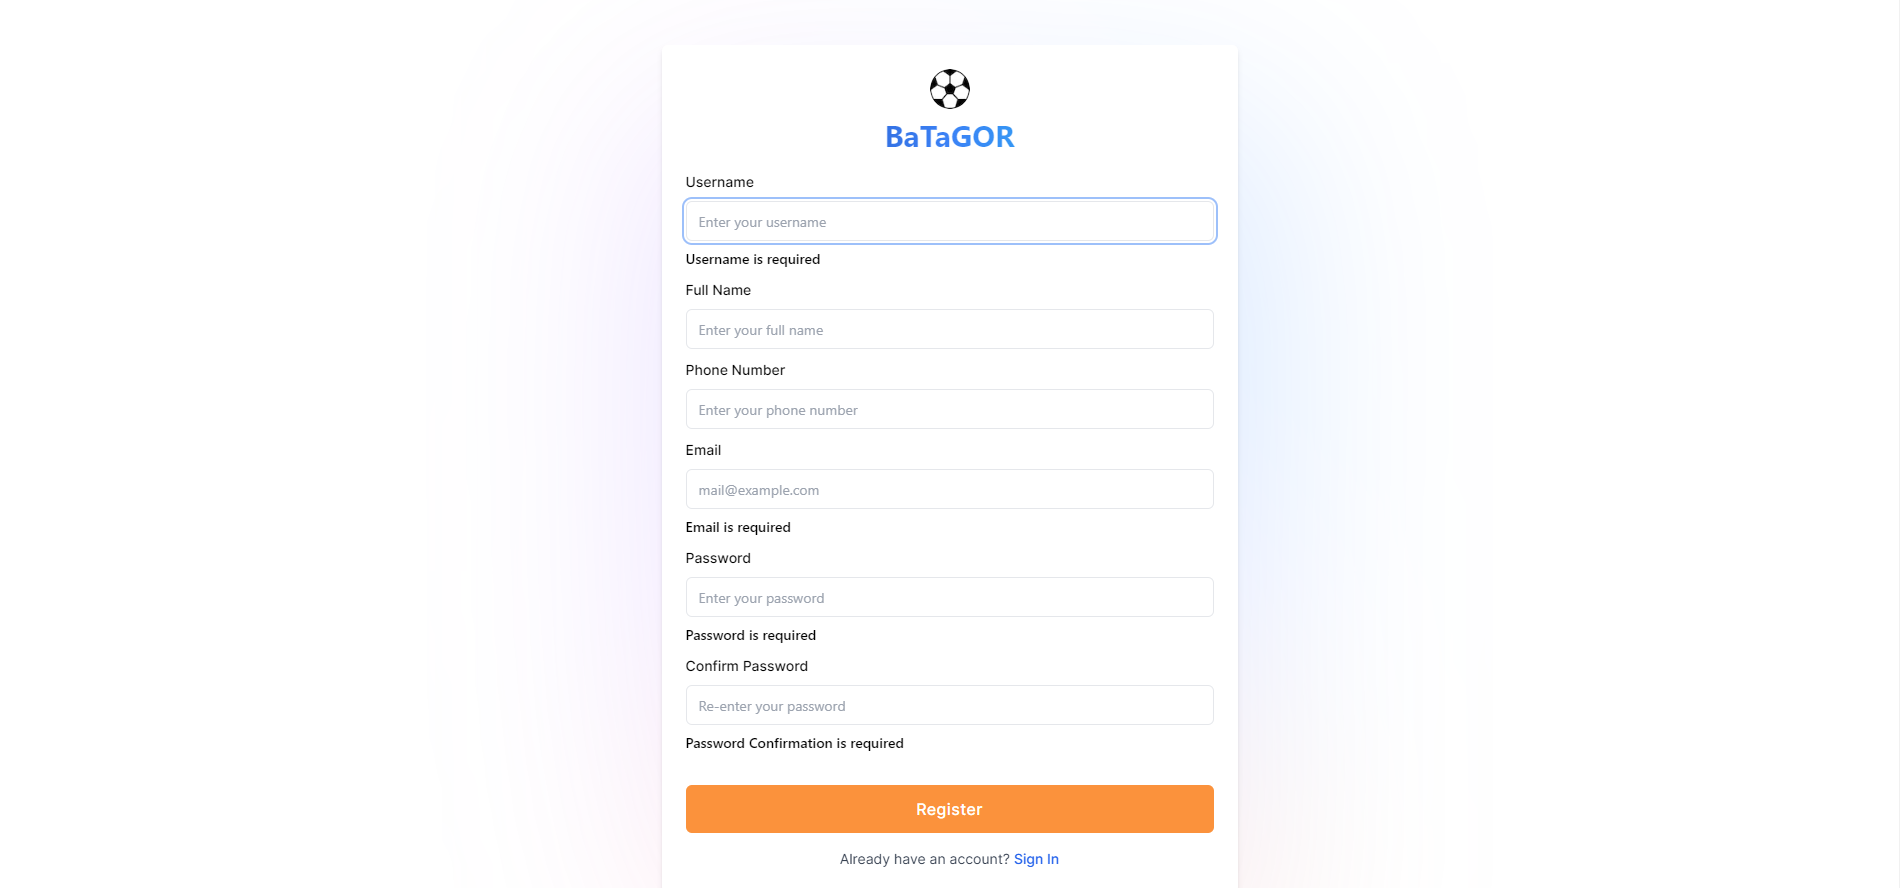 BaTaGOR
Username
Enter your username
Username is required
Full Name
Enter your full name
Phone Number
Enter your phone number
Email
mail@example.com
Email is required
Password
Enter your password
Password is required
Confirm Password
Re-enter your password
Password Confirmation is required
Register
Already have an account? Sign In